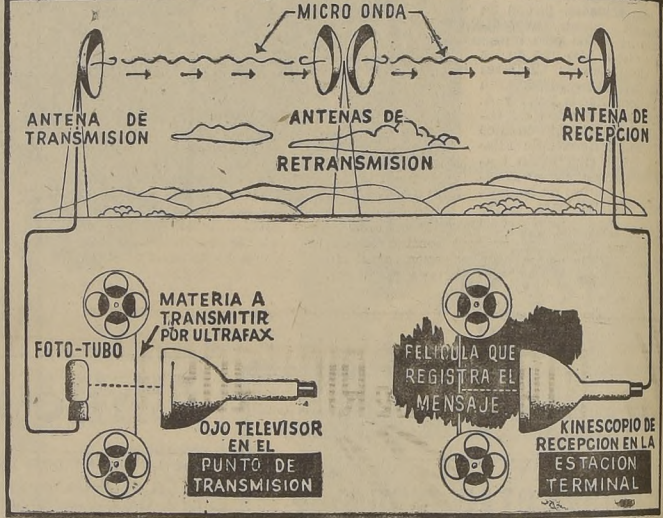 MICRO ONDA
ANTENA DE
TRANSMISION
ANTENAS DE
RETRANSMISION
ANTENA DE
RECEPCION
MATERIA A
TRANSMITIR
POR ULTRAFAX
FOTO-TUBO
OJO TELEVISOR
EN EL
PUNTO DE
TRANSMISION
FELICULA QUE
REGISTRA EL
MENSAJE
KINESCOPIO DE
RECEPCION EN LA
ESTACION
TERMINAL